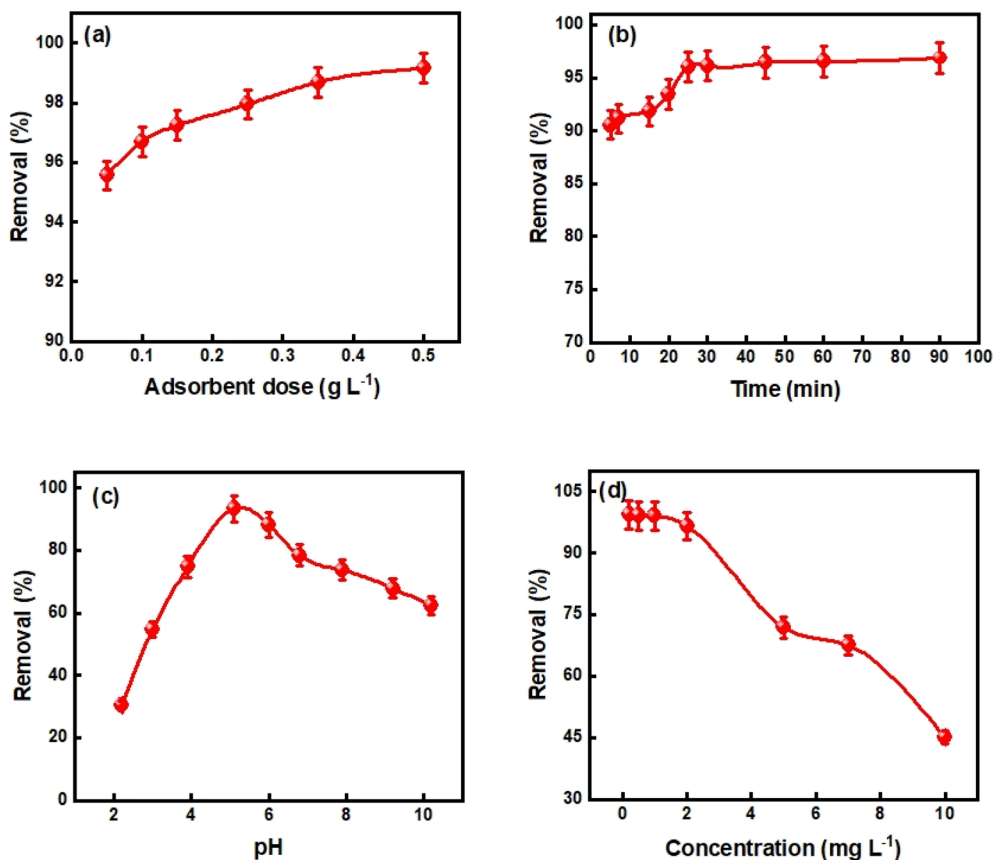 (a)
Removal (%)
100
98
96
94
92
90
0.0 0.1 0.2 0.3 0.4 0.5
Adsorbent dose (g L⁻¹)
(b)
Removal (%)
100
95
90
85
80
75
70
0 10 20 30 40 50 60 70 80 90 100
Time (min)
(c)
Removal (%)
100
80
60
40
20
0
2 4 6 8 10
pH
(d)
Removal (%)
105
90
75
60
45
30
0 2 4 6 8 10
Concentration (mg L⁻¹)